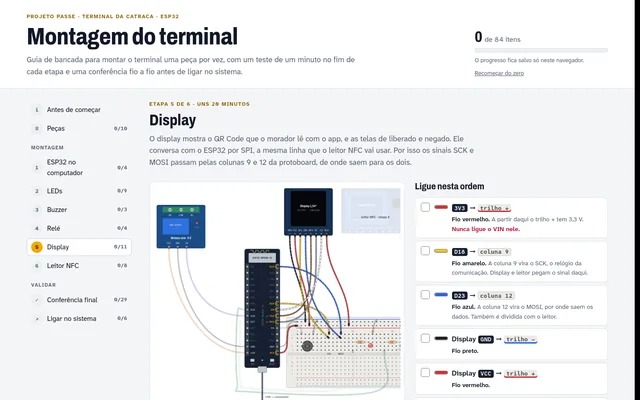 PROJETO PASSE · TERMINAL DA CATRACA · ESP32
Montagem do terminal
Guia de bancada para montar o terminal uma peça por vez, com um teste de um minuto no fim de
cada etapa e uma conferência fio a fio antes de ligar no sistema.
0 de 84 itens
O progresso fica salvo só neste navegador.
Recomeçar do zero
Antes de começar
Peças 0/10
MONTAGEM
1 ESP32 no
computador 0/4
2 LEDs 0/9
3 Buzzer 0/3
4 Relé 0/4
5 Display 0/11
6 Leitor NFC 0/8
VALIDAR
✓ Conferência final 0/29
Ligar no sistema 0/6
ETAPA 5 DE 6 · UNS 20 MINUTOS
Display
O display mostra o QR Code que o morador lê com o app, e as telas de liberado e negado. Ele
conversa com o ESP32 por SPI, a mesma linha que o leitor NFC vai usar. Por isso os sinais SCK e
MOSI passam pelas colunas 9 e 12 da protoboard, de onde saem para os dois.
Ligue nesta ordem
3V3 → trilho +
Fio vermelho. A partir daqui o trilho + tem 3,3 V.
Nunca ligue o VIN nele.
D18 → coluna 9
Fio amarelo. A coluna 9 vira o SCK, o relógio da
comunicação. Display e leitor pegam o sinal daqui.
D23 → coluna 12
Fio azul. A coluna 12 vira o MOSI, por onde saem os
dados. Também é dividida com o leitor.
Display GND → trilho −
Fio preto.
Display VCC → trilho +
Fio vermelho.